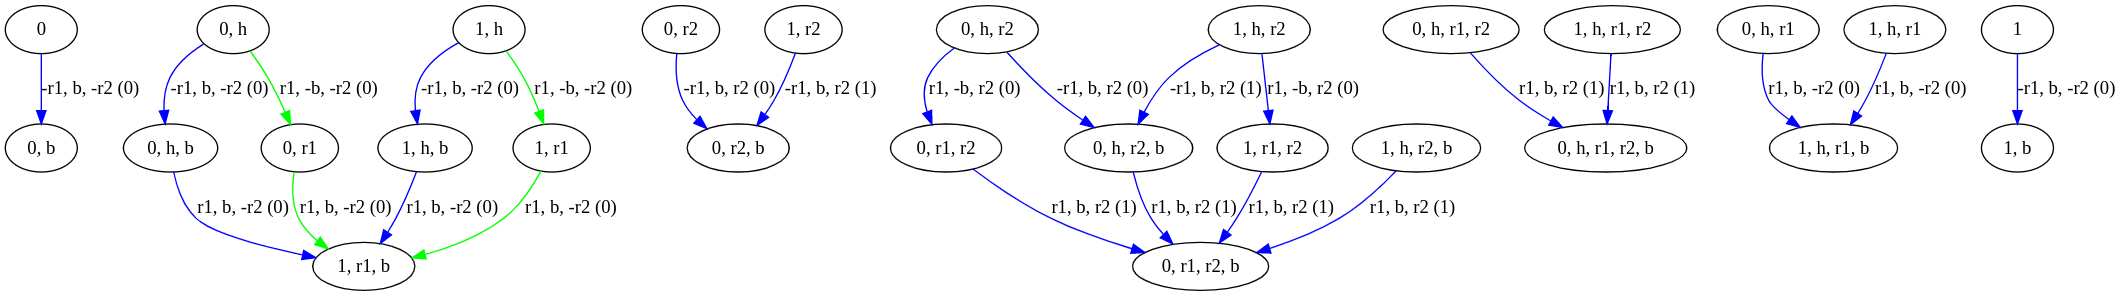 0
0, h
1, h
0, r2
1, r2
0, h, r2
1, h, r2
0, h, r1, r2
1, h, r1, r2
0, h, r1
1, h, r1
1
-r1, b, -r2 (0)
-r1, b, -r2 (0)
r1, -b, -r2 (0)
-r1, b, -r2 (0)
r1, -b, -r2 (0)
-r1, b, r2 (0)
-r1, b, r2 (1)
r1, -b, r2 (0)
-r1, b, r2 (0)
-r1, b, r2 (1)
r1, -b, r2 (0)
r1, b, r2 (1)
r1, b, r2 (1)
r1, b, -r2 (0)
r1, b, -r2 (0)
-r1, b, -r2 (0)
0, b
0, h, b
0, r1
1, h, b
1, r1
0, r2, b
0, r1, r2
0, h, r2, b
1, r1, r2
1, h, r2, b
0, h, r1, r2, b
1, h, r1, b
1, b
r1, b, -r2 (0)
r1, b, -r2 (0)
r1, b, -r2 (0)
r1, b, -r2 (0)
r1, b, r2 (1)
r1, b, r2 (1)
r1, b, r2 (1)
r1, b, r2 (1)
1, r1, b
0, r1, r2, b